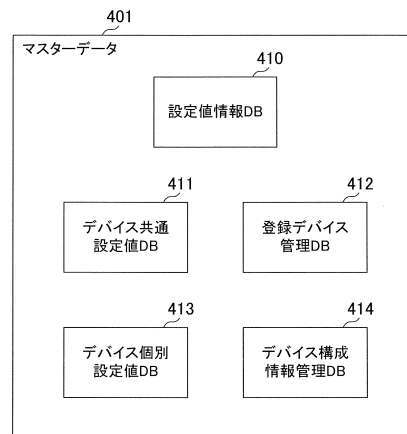 401
マスターデータ
410
設定値情報DB
411
デバイス共通
設定値DB
412
登録デバイス
管理DB
413
デバイス個別
設定値DB
414
デバイス構成
情報管理DB